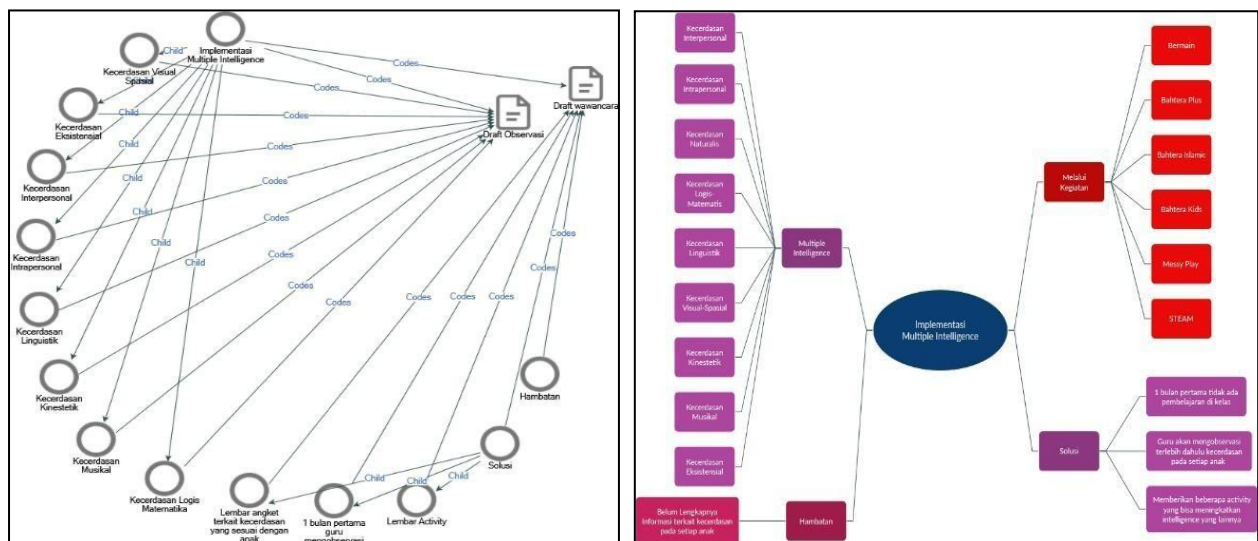 Implementasi
Multiple Intelligence
Child
Kecerdasan Visual
Spasial
Child
Codes
Codes
Codes
Draft wawancara
Draft Observasi
Kecerdasan
Eksistensial
Child
Codes
Child
Kecerdasan
Interpersonal
Codes
Child
Codes
Child
Kecerdasan
Intrapersonal
Child
Codes
Child
Codes
Codes
Kecerdasan
Linguistik
Codes
Codes
Codes
Codes
Codes
Codes
Kecerdasan
Kinestetik
Hambatan
Kecerdasan
Musikal
Solusi
Kecerdasan Logis
Matematika
Child
Child
Child
Lembar angket
terkait kecerdasan
yang sesuai dengan
anak
1 bulan pertama
guru
mengobservasi
Lembar Activity
Kecerdasan
Interpersonal
Kecerdasan
Intrapersonal
Kecerdasan
Naturalis
Kecerdasan
Logis-
Matematis
Kecerdasan
Linguistik
Kecerdasan
Visual-Spasial
Kecerdasan
Kinestetik
Kecerdasan
Musikal
Kecerdasan
Eksistensial
Multiple
Intelligence
Belum Lengkapnya
Informasi terkait kecerdasan
pada setiap anak
Hambatan
Implementasi
Multiple Intelligence
Melalui
Kegiatan
Bermain
Bahtera Plus
Bahtera Islamic
Bahtera Kids
Messy Play
STEAM
Solusi
1 bulan pertama tidak ada
pembelajaran di kelas
Guru akan mengobservasi
terlebih dahulu kecerdasan
pada setiap anak
Memberikan beberapa activity
yang bisa meningkatkan
intelligence yang lainnya